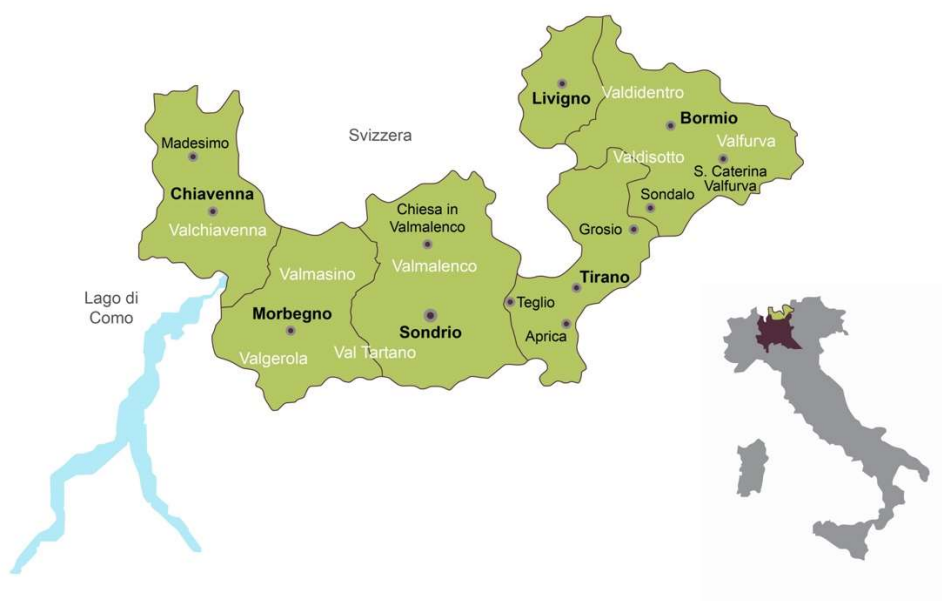 Livigno
Valdidentro
Bormio
Valfurva
Valdisotto
S. Caterina
Valfurva
Sondalo
Grosio
Svizzera
Madesimo
Chiavenna
Valchiavenna
Chiesa in
Valmalenco
Valmalenco
Valmasino
Tirano
Teglio
Aprica
Lago di
Como
Morbegno
Sondrio
Valgerola
Val Tartano